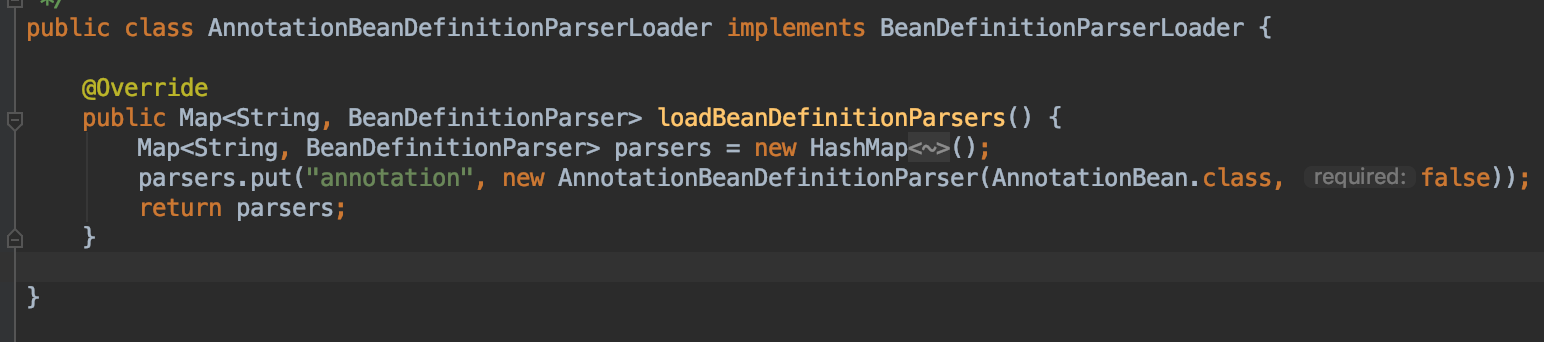 */
public class AnnotationBeanDefinitionParserLoader implements BeanDefinitionParserLoader {
@Override
public Map<String, BeanDefinitionParser> loadBeanDefinitionParsers() {
Map<String, BeanDefinitionParser> parsers = new HashMap<~>();
parsers.put("annotation", new AnnotationBeanDefinitionParser(AnnotationBean.class, required: false));
return parsers;
}
}